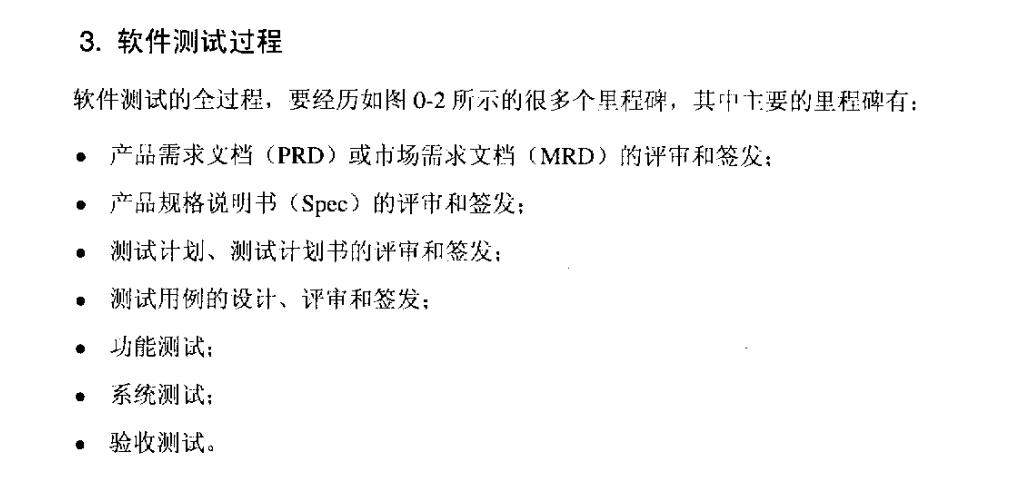 3. 软件测试过程
软件测试的全过程，要经历如图 0-2 所示的很多个里程碑，其中主要的里程碑有：
• 产品需求文档（PRD）或市场需求文档（MRD）的评审和签发；
• 产品规格说明书（Spec）的评审和签发；
• 测试计划、测试计划书的评审和签发；
• 测试用例的设计、评审和签发；
• 功能测试；
• 系统测试；
• 验收测试。